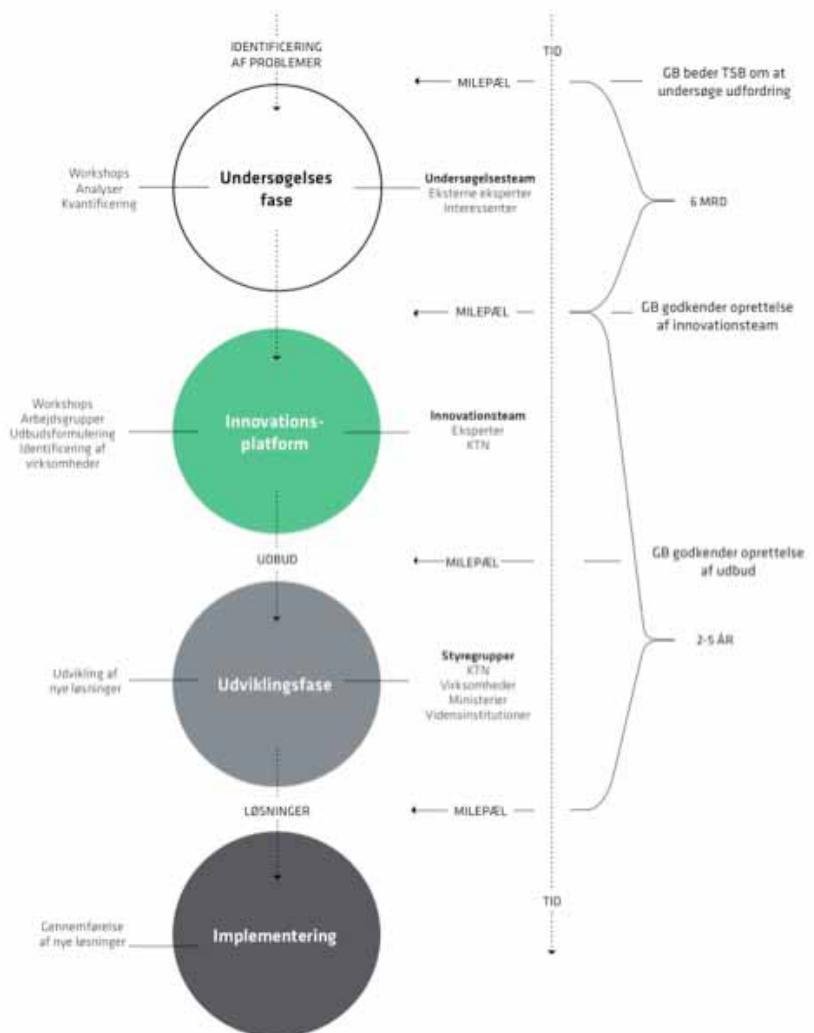 IDENTIFICERING
AF PROBLEMER
TID
MILEPÆL
GB beder TSB om at
undersøge udfordring
Workshops
Analyser
Kvantificering
Undersøgelses
fase
Undersøgelsesteam
Eksterne eksperter
Interessenter
6 MRD
MILEPÆL
GB godkender oprettelse
af innovationsteam
Workshops
Arbejdsgrupper
Udbudsformulering
Identificering af
virksomheder
Innovations-
platform
Innovationsteam
Eksperter
KTN
UDBUD
MILEPÆL
GB godkender oprettelse
af udbud
2-5 ÅR
Udvikling af
nye løsninger
Udviklingsfase
Styregrupper
KTN
Virksomheder
Ministerier
Vidensinstitutioner
LØSNINGER
MILEPÆL
TID
Gennemførelse
af nye løsninger
Implementering